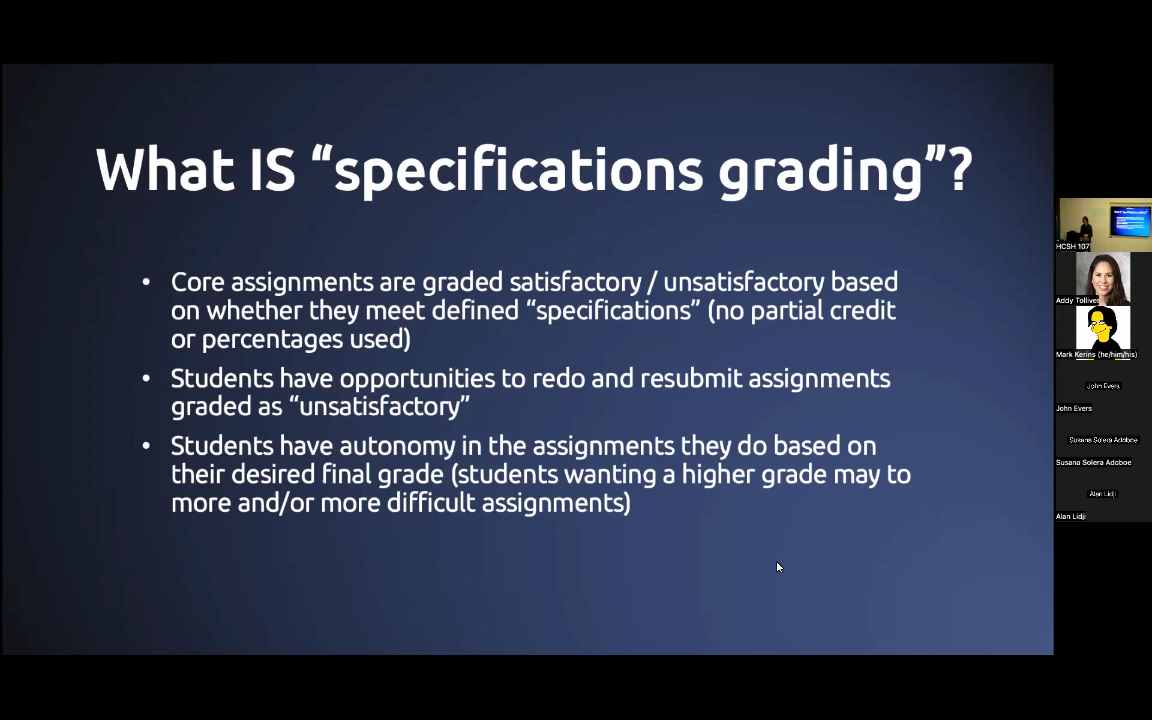 What IS “specifications grading”?
• Core assignments are graded satisfactory / unsatisfactory based
on whether they meet defined “specifications” (no partial credit
or percentages used)
• Students have opportunities to redo and resubmit assignments
graded as “unsatisfactory”
• Students have autonomy in the assignments they do based on
their desired final grade (students wanting a higher grade may to
more and/or more difficult assignments)
HCSH 107
Addy Tolliver
Mark Kerins (he/him/his)
John Evers
John Evers
Susana Solera Adoboe
Susana Solera Adoboe
Alan Lidji
Alan Lidji